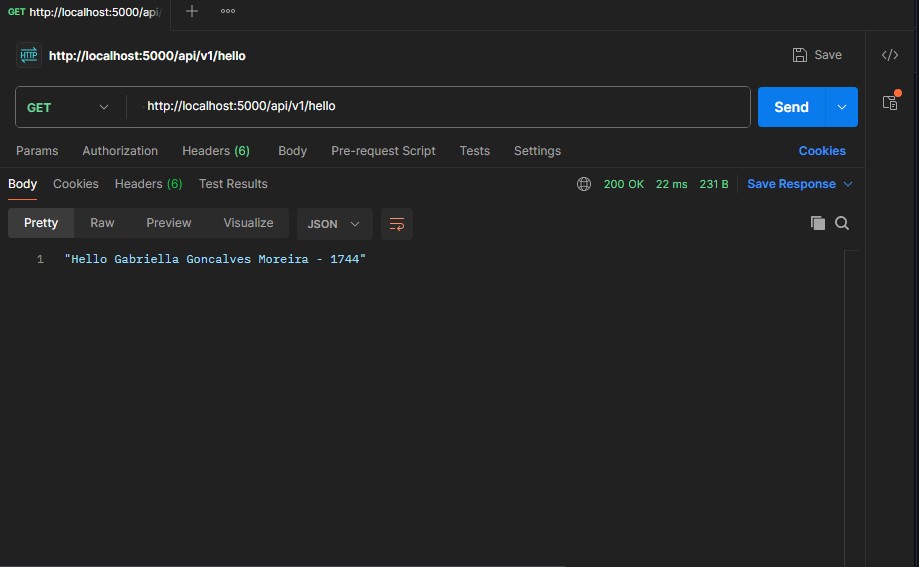 GET http://localhost:5000/api/
HTTP http://localhost:5000/api/v1/hello Save </>
GET http://localhost:5000/api/v1/hello Send
Params Authorization Headers (6) Body Pre-request Script Tests Settings Cookies
Body Cookies Headers (6) Test Results 200 OK 22 ms 231 B Save Response
Pretty Raw Preview Visualize JSON
1 "Hello Gabriella Goncalves Moreira - 1744"